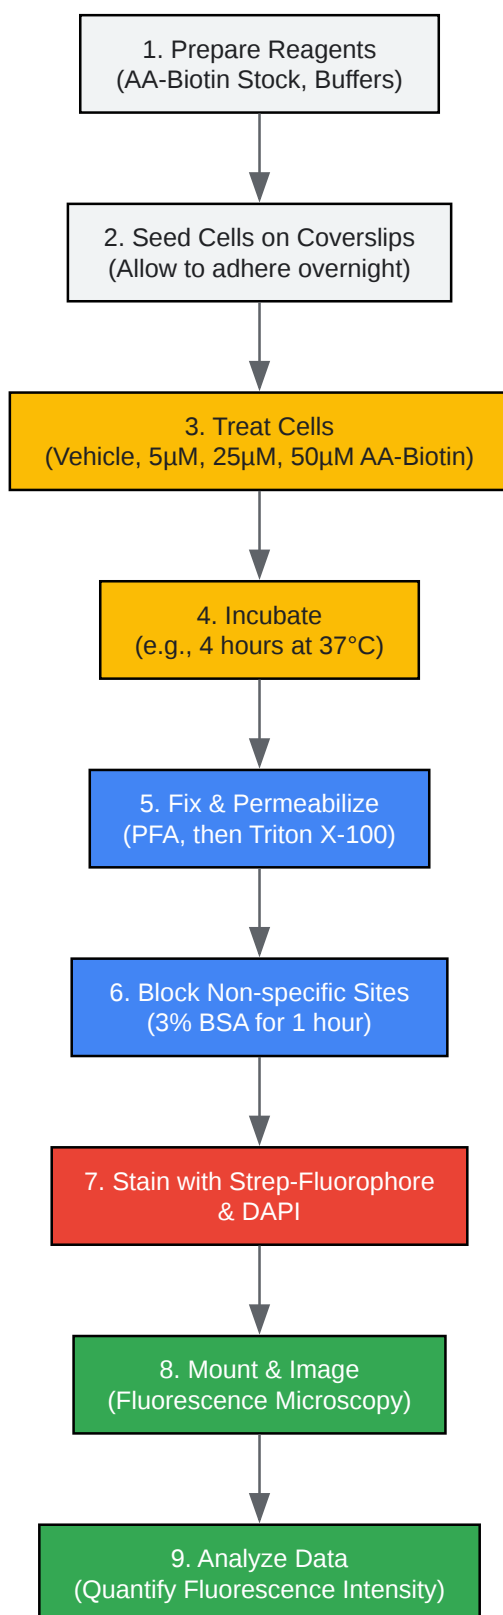 1. Prepare Reagents
(AA-Biotin Stock, Buffers)
2. Seed Cells on Coverslips
(Allow to adhere overnight)
3. Treat Cells
(Vehicle, 5µM, 25µM, 50µM AA-Biotin)
4. Incubate
(e.g., 4 hours at 37°C)
5. Fix & Permeabilize
(PFA, then Triton X-100)
6. Block Non-specific Sites
(3% BSA for 1 hour)
7. Stain with Strep-Fluorophore
& DAPI
8. Mount & Image
(Fluorescence Microscopy)
9. Analyze Data
(Quantify Fluorescence Intensity)